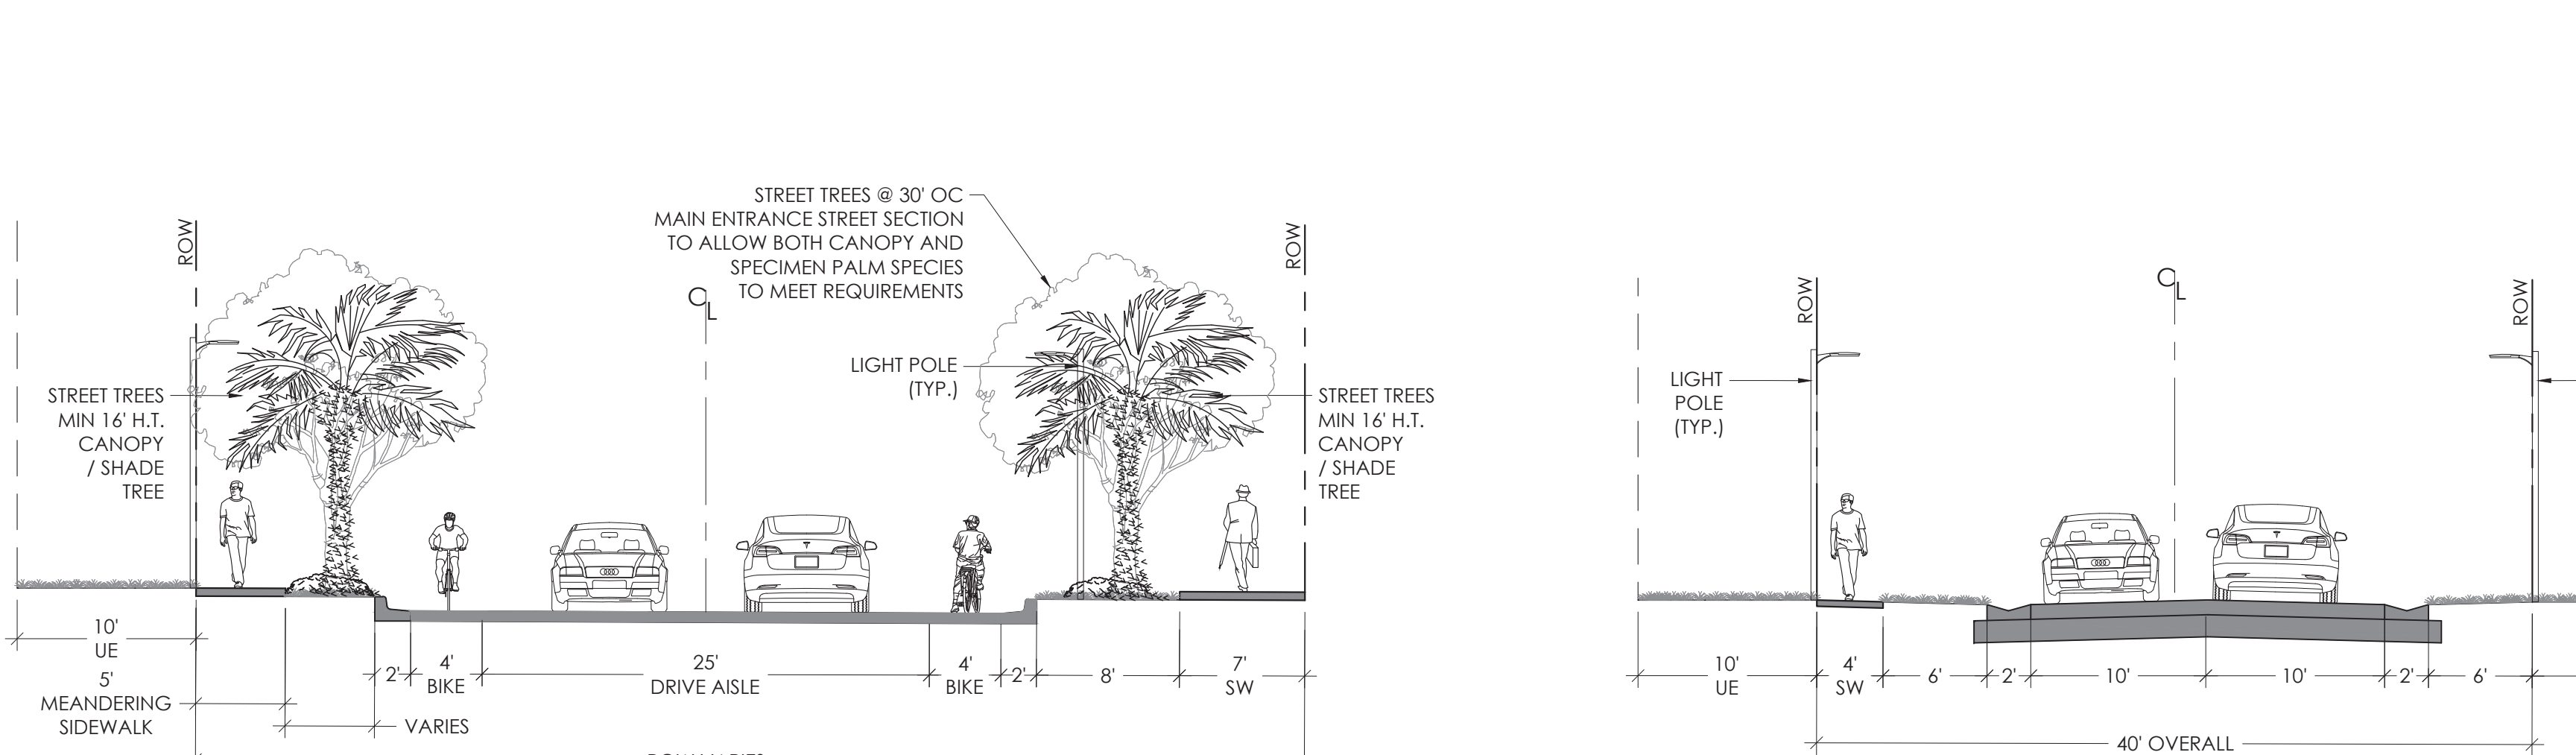 STREET TREES @ 30' OC
MAIN ENTRANCE STREET SECTION
TO ALLOW BOTH CANOPY AND
SPECIMEN PALM SPECIES
TO MEET REQUIREMENTS
ROW
CL
ROW
LIGHT POLE
(TYP.)
STREET TREES
MIN 16' H.T.
CANOPY
/ SHADE
TREE
STREET TREES
MIN 16' H.T.
CANOPY
/ SHADE
TREE
10'
UE
5'
MEANDERING
SIDEWALK
VARIES
2'
4'
BIKE
25'
DRIVE AISLE
4'
BIKE
2'
8'
7'
SW
ROW
CL
ROW
LIGHT
POLE
(TYP.)
10'
UE
4'
SW
6'
2'
10'
10'
2'
6'
40' OVERALL